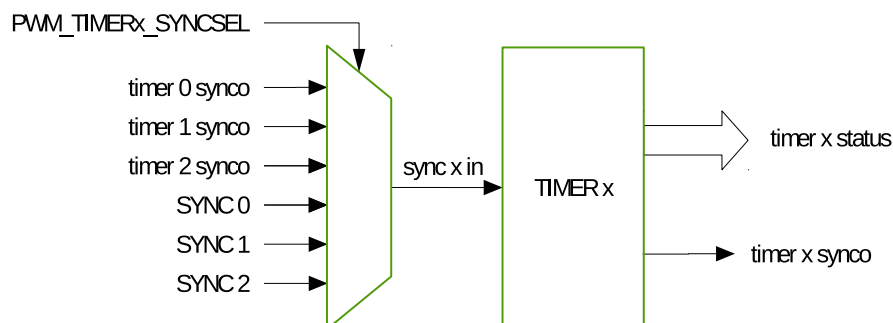 PWM_TIMERx_SYNCSEL
timer 0 synco
timer 1 synco
timer 2 synco
SYNC 0
SYNC 1
SYNC 2
sync x in
TIMER x
timer x status
timer x synco